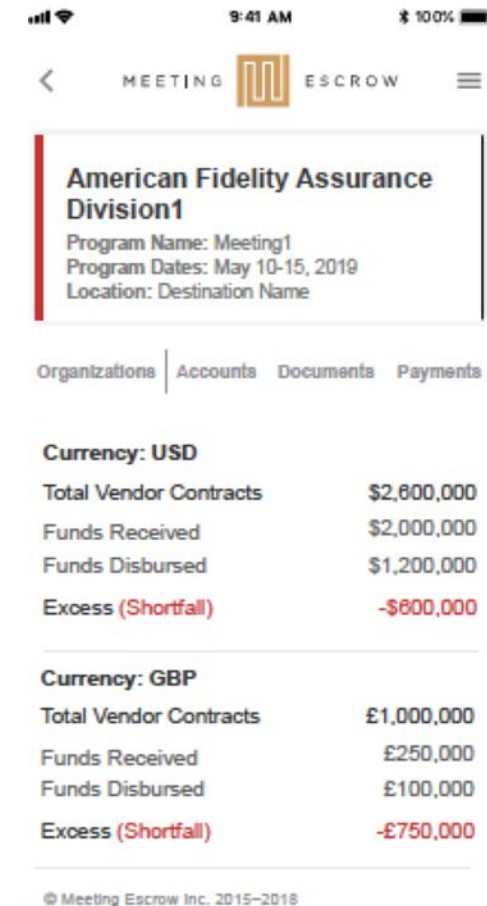 9:41 AM
100%
MEETING ESCROW
American Fidelity Assurance
Division1
Program Name: Meeting1
Program Dates: May 10-15, 2019
Location: Destination Name
Organizations Accounts Documents Payments
Currency: USD
Total Vendor Contracts $2,600,000
Funds Received $2,000,000
Funds Disbursed $1,200,000
Excess (Shortfall) -$600,000
Currency: GBP
Total Vendor Contracts £1,000,000
Funds Received £250,000
Funds Disbursed £100,000
Excess (Shortfall) -£750,000
© Meeting Escrow Inc. 2015–2018